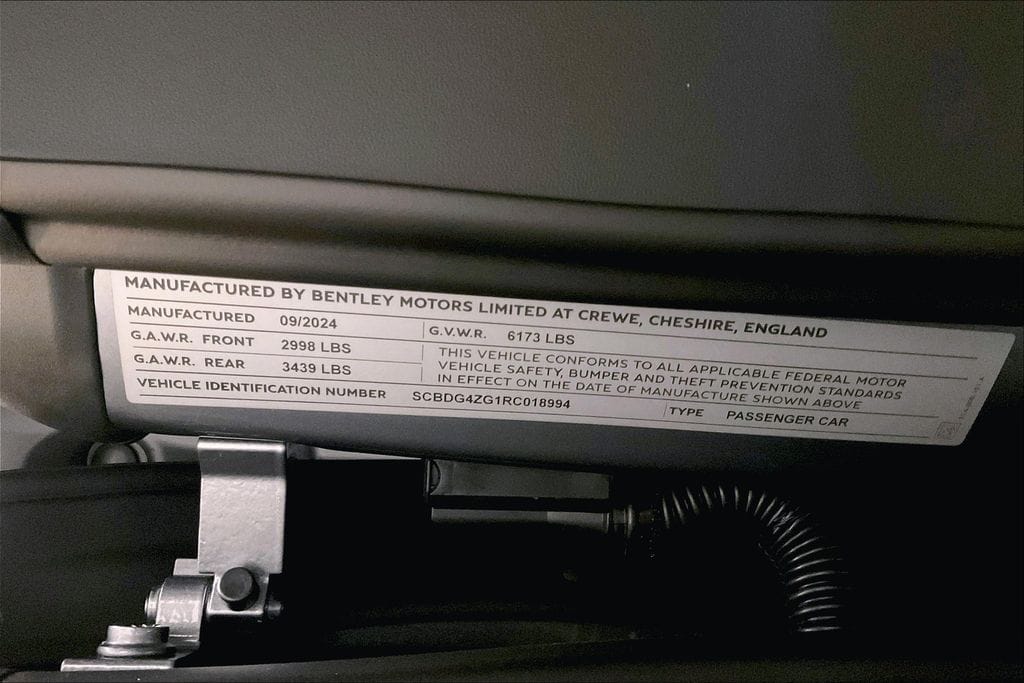 MANUFACTURED BY BENTLEY MOTORS LIMITED AT CREWE, CHESHIRE, ENGLAND
MANUFACTURED 09/2024
G.V.W.R. 6173 LBS
G.A.W.R. FRONT 2998 LBS
G.A.W.R. REAR 3439 LBS
THIS VEHICLE CONFORMS TO ALL APPLICABLE FEDERAL MOTOR
VEHICLE SAFETY, BUMPER AND THEFT PREVENTION STANDARDS
IN EFFECT ON THE DATE OF MANUFACTURE SHOWN ABOVE
VEHICLE IDENTIFICATION NUMBER SCBDG4ZG1RC018994
TYPE PASSENGER CAR